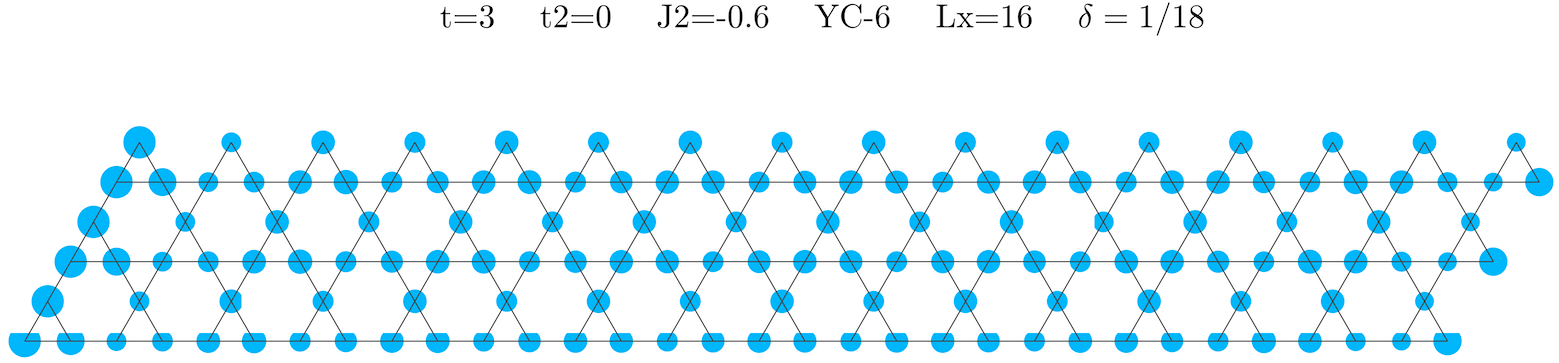 t=3 t2=0 J2=-0.6 YC-6 Lx=16 δ = 1/18